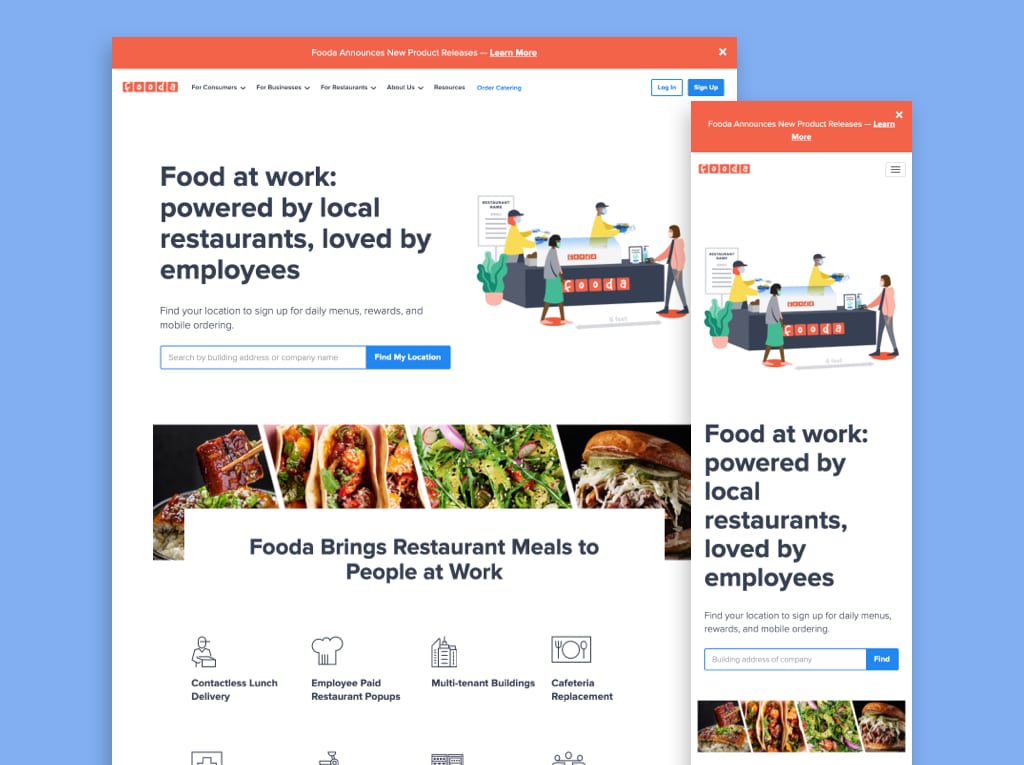 Fooda Announces New Product Releases — Learn More
fooda
For Consumers
For Businesses
For Restaurants
About Us
Resources
Order Catering
Log In
Sign Up
Food at work:
powered by local
restaurants, loved by
employees
Find your location to sign up for daily menus, rewards, and
mobile ordering.
Search by building address or company name
Find My Location
RESTAURANT
NAME
fooda
fooda
6 feet
Fooda Brings Restaurant Meals to
People at Work
Contactless Lunch
Delivery
Employee Paid
Restaurant Popups
Multi-tenant Buildings
Cafeteria
Replacement
Fooda Announces New Product Releases — Learn
More
fooda
RESTAURANT
NAME
fooda
fooda
6 feet
Food at work:
powered by
local
restaurants,
loved by
employees
Find your location to sign up for daily menus,
rewards, and mobile ordering.
Building address of company
Find